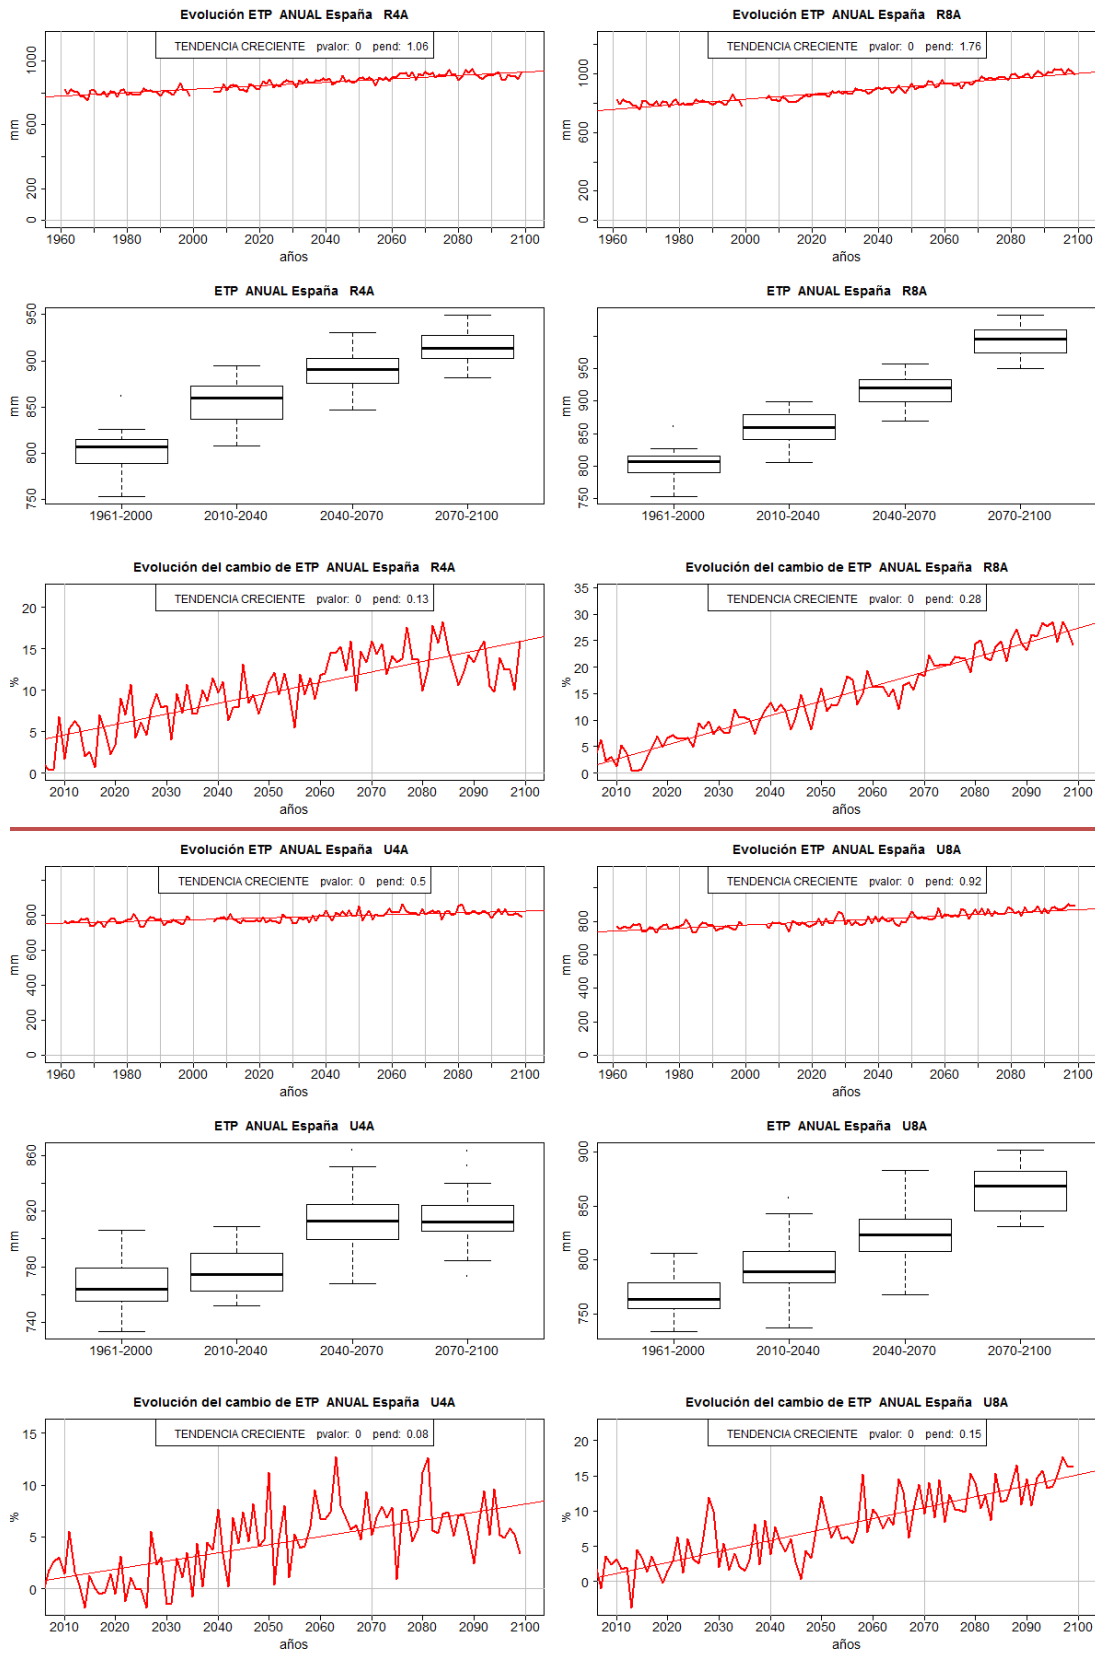 Evolución ETP ANUAL España R4A
TENDENCIA CRECIENTE pvalor: 0 pend: 1.06
mm
0 200 600 1000
1960 1980 2000 2020 2040 2060 2080 2100
años
Evolución ETP ANUAL España R8A
TENDENCIA CRECIENTE pvalor: 0 pend: 1.76
mm
0 200 600 1000
1960 1980 2000 2020 2040 2060 2080 2100
años
ETP ANUAL España R4A
mm
750 800 850 900 950
1961-2000 2010-2040 2040-2070 2070-2100
ETP ANUAL España R8A
mm
750 800 850 900 950
1961-2000 2010-2040 2040-2070 2070-2100
Evolución del cambio de ETP ANUAL España R4A
TENDENCIA CRECIENTE pvalor: 0 pend: 0.13
%
20
15
10
5
0
2010 2020 2030 2040 2050 2060 2070 2080 2090 2100
años
Evolución del cambio de ETP ANUAL España R8A
TENDENCIA CRECIENTE pvalor: 0 pend: 0.28
%
35
30
25
20
15
10
5
0
2010 2020 2030 2040 2050 2060 2070 2080 2090 2100
años
Evolución ETP ANUAL España U4A
TENDENCIA CRECIENTE pvalor: 0 pend: 0.5
mm
0 200 400 600 800
1960 1980 2000 2020 2040 2060 2080 2100
años
Evolución ETP ANUAL España U8A
TENDENCIA CRECIENTE pvalor: 0 pend: 0.92
mm
0 200 400 600 800
1960 1980 2000 2020 2040 2060 2080 2100
años
ETP ANUAL España U4A
mm
740 780 820 860
1961-2000 2010-2040 2040-2070 2070-2100
ETP ANUAL España U8A
mm
750 800 850 900
1961-2000 2010-2040 2040-2070 2070-2100
Evolución del cambio de ETP ANUAL España U4A
TENDENCIA CRECIENTE pvalor: 0 pend: 0.08
%
15
10
5
0
2010 2020 2030 2040 2050 2060 2070 2080 2090 2100
años
Evolución del cambio de ETP ANUAL España U8A
TENDENCIA CRECIENTE pvalor: 0 pend: 0.15
%
20
15
10
5
0
2010 2020 2030 2040 2050 2060 2070 2080 2090 2100
años